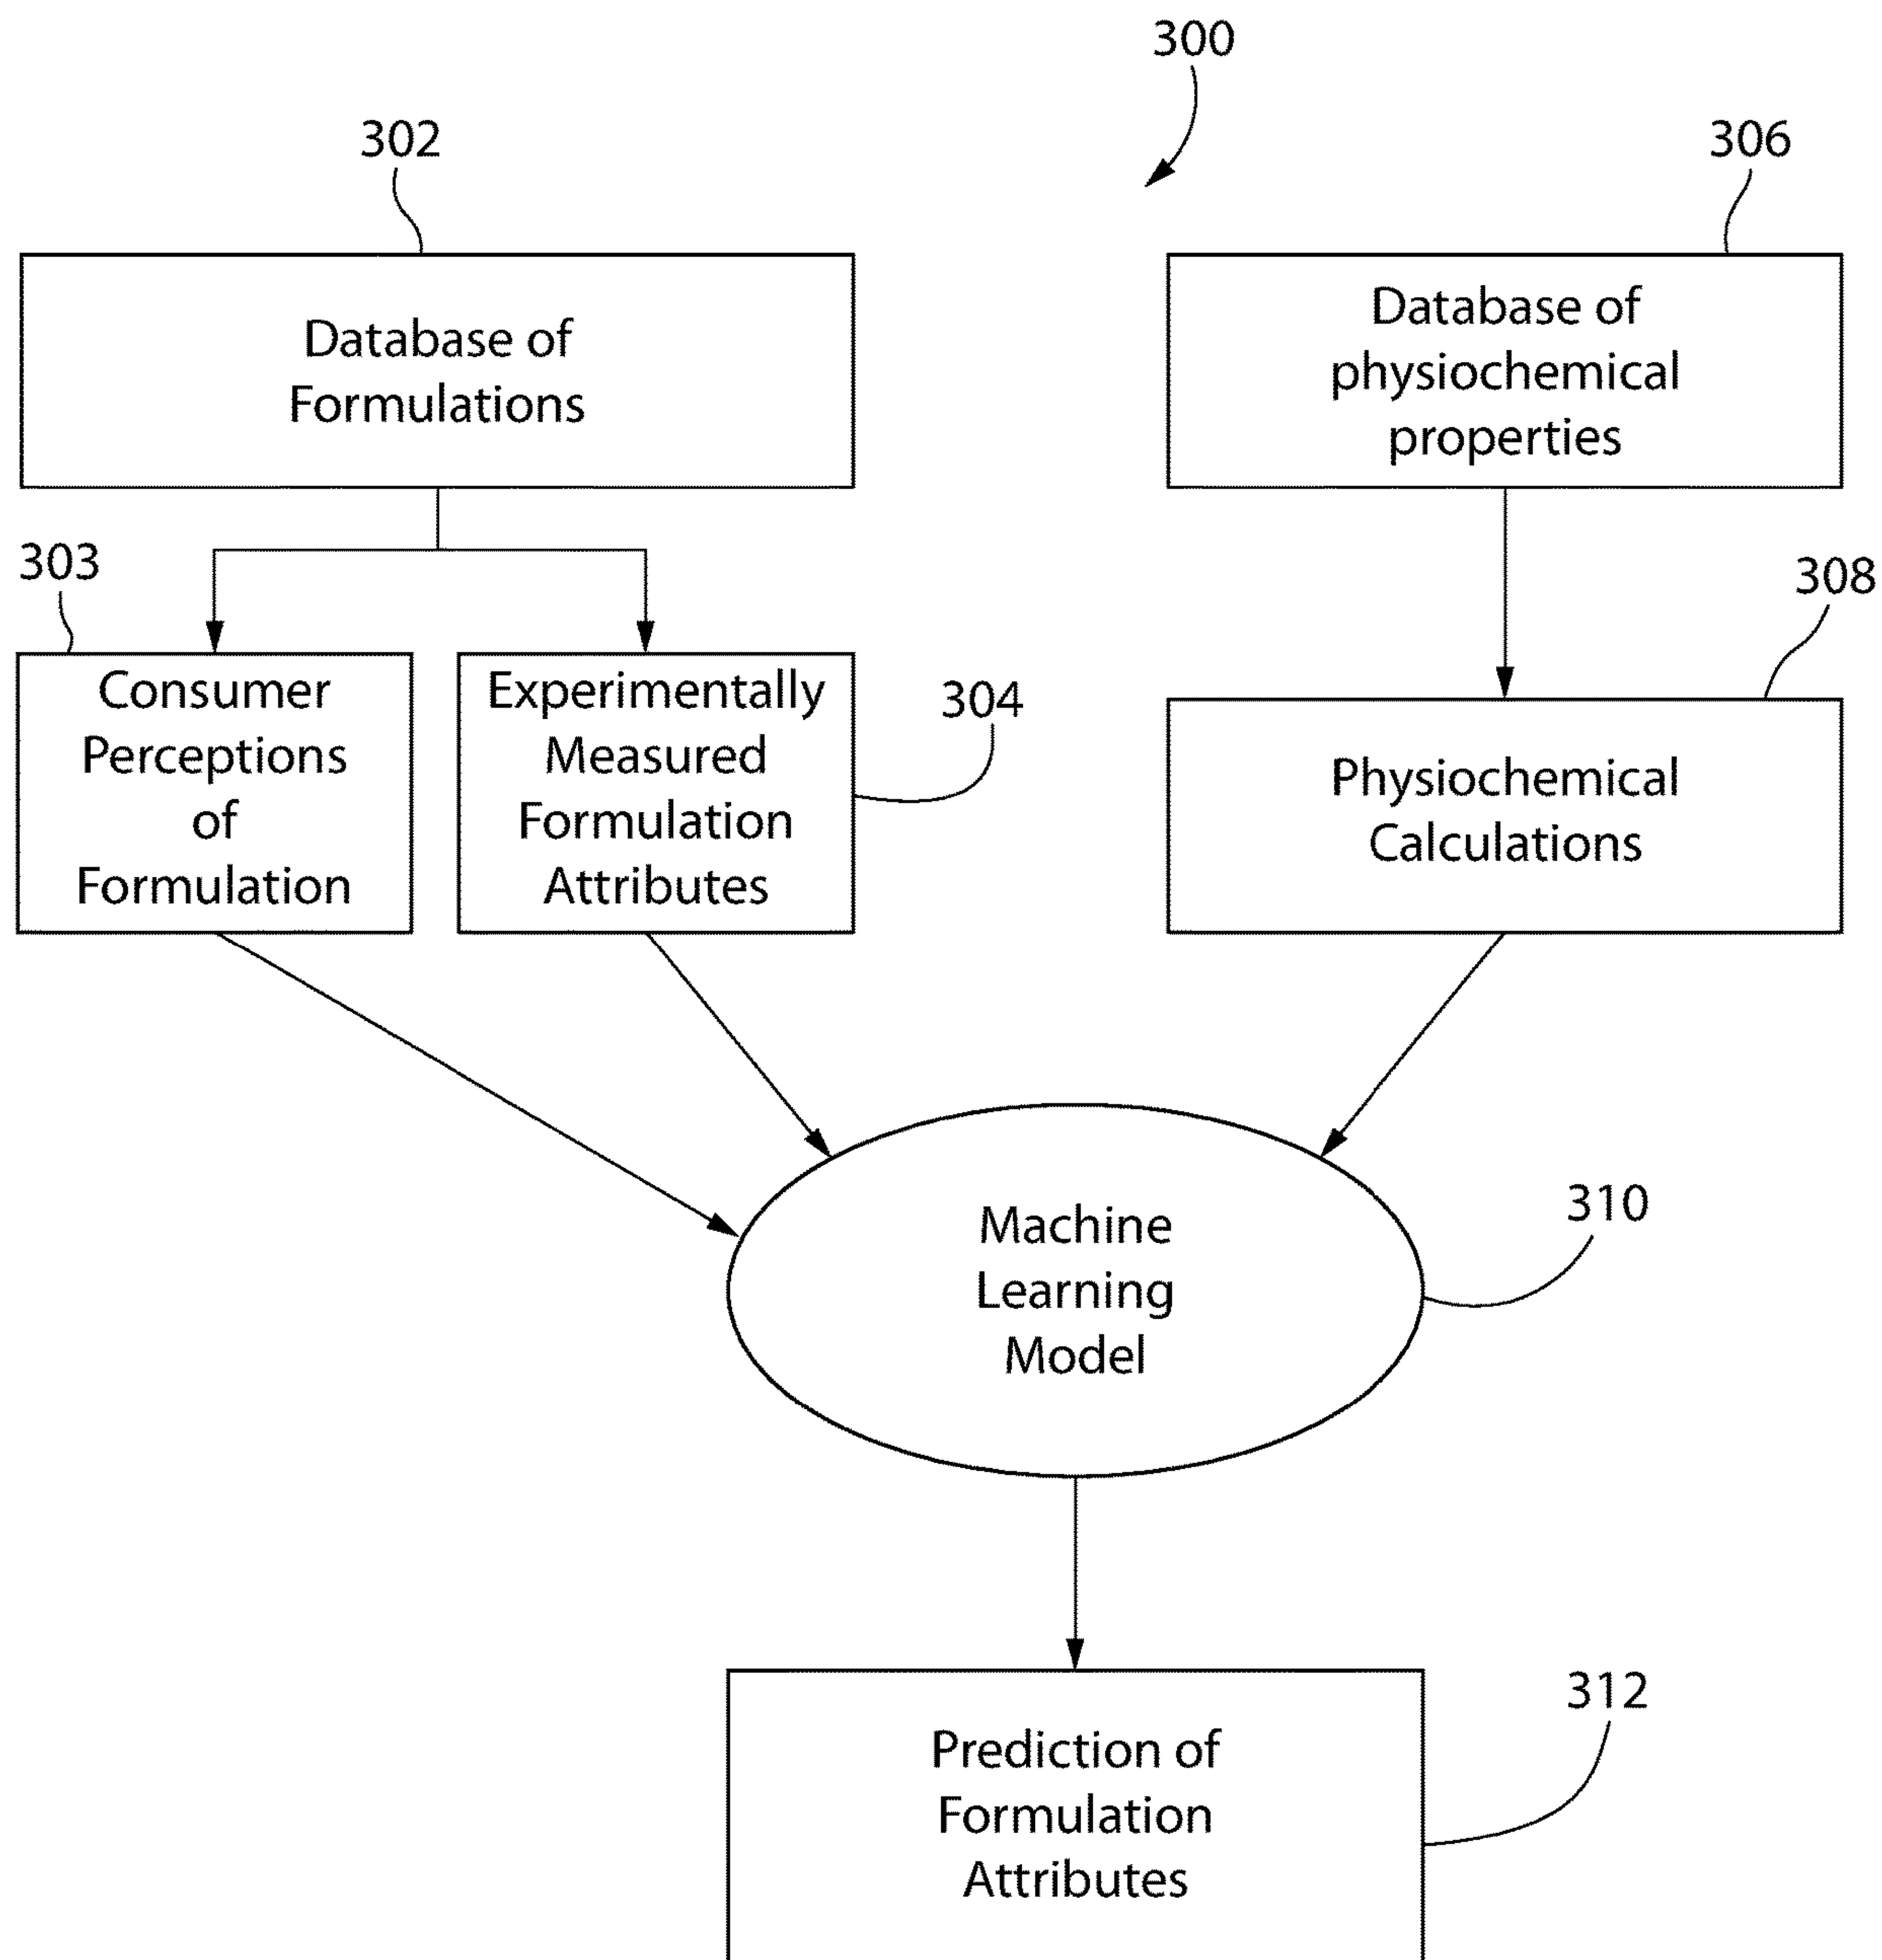 300
302
306
Database of
Formulations
Database of
physiochemical
properties
303
308
Consumer
Perceptions
of
Formulation
Experimentally
Measured
Formulation
Attributes
304
Physiochemical
Calculations
Machine
Learning
Model
310
Prediction of
Formulation
Attributes
312